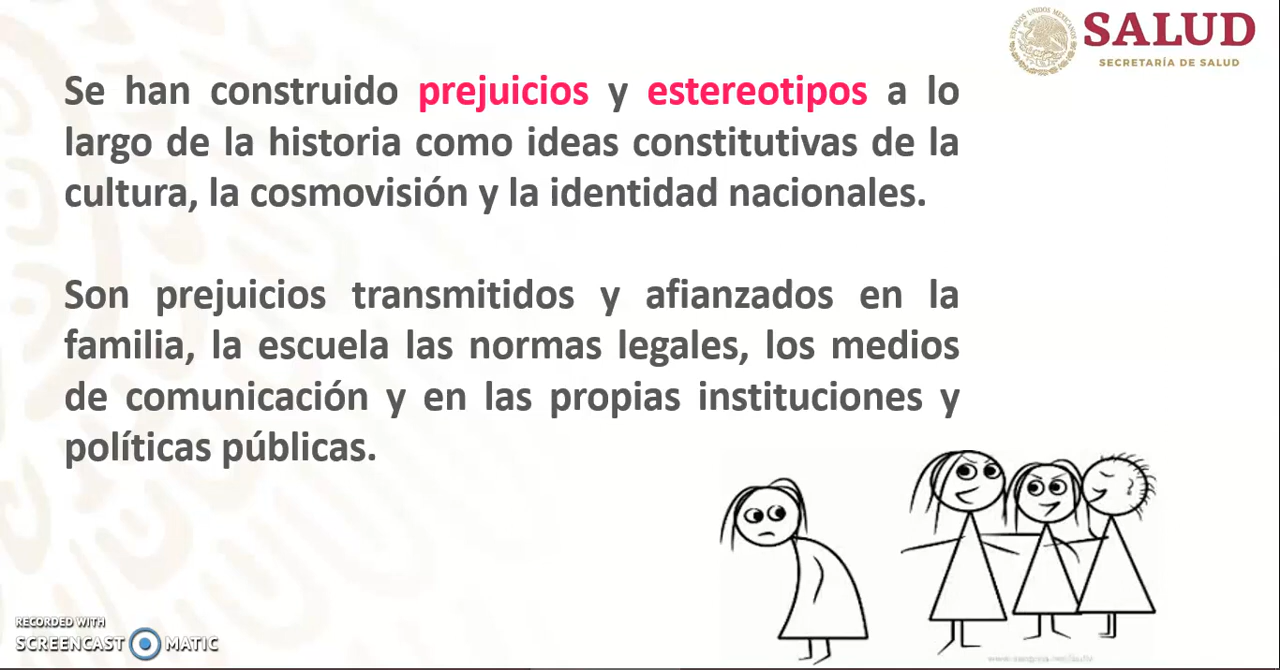 SALUD
SECRETARÍA DE SALUD
Se han construido prejuicios y estereotipos a lo
largo de la historia como ideas constitutivas de la
cultura, la cosmovisión y la identidad nacionales.
Son prejuicios transmitidos y afianzados en la
familia, la escuela las normas legales, los medios
de comunicación y en las propias instituciones y
políticas públicas.
RECORDED WITH
SCREENCAST MATIC